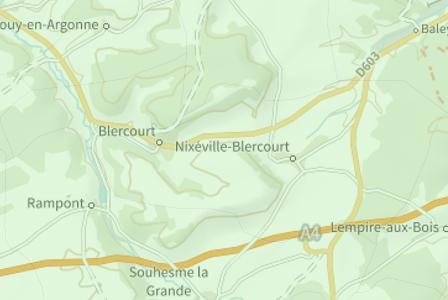 ouy-en-Argonne
Baley
D603
Blercourt
Nixéville-Blercourt
Rampont
A4
Lempire-aux-Bois
Souhesme la
Grande